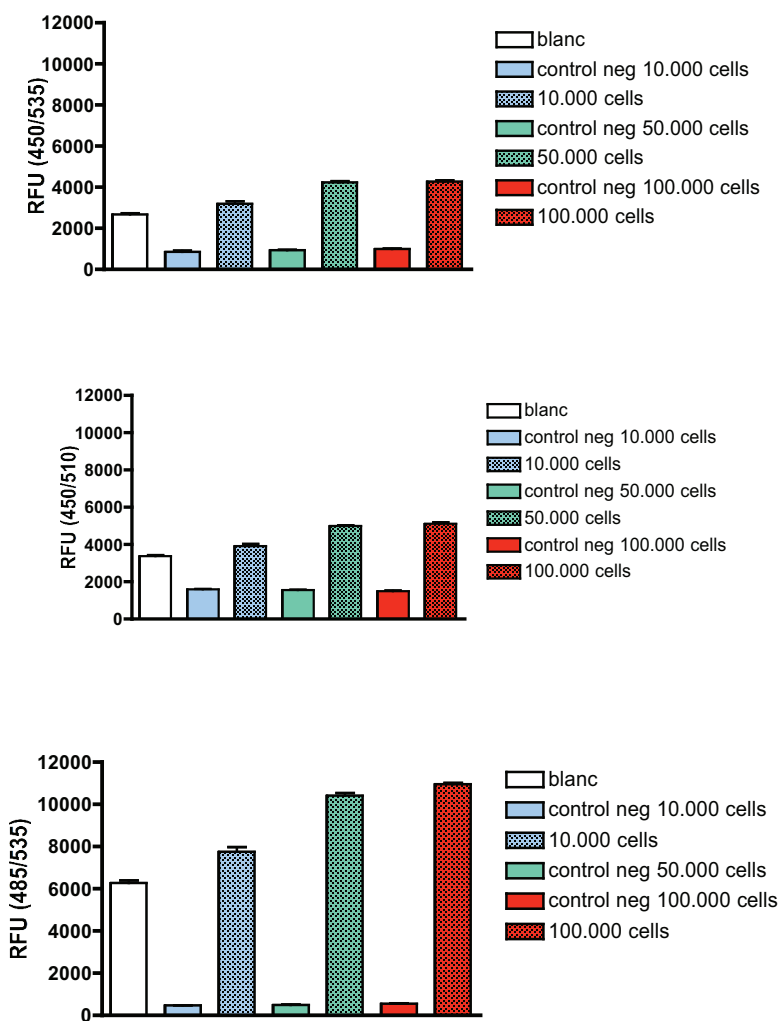 12000
10000
8000
6000
4000
2000
0
RFU (450/535)
blanc
control neg 10.000 cells
10.000 cells
control neg 50.000 cells
50.000 cells
control neg 100.000 cells
100.000 cells
12000
10000
8000
6000
4000
2000
0
RFU (450/510)
blanc
control neg 10.000 cells
10.000 cells
control neg 50.000 cells
50.000 cells
control neg 100.000 cells
100.000 cells
12000
10000
8000
6000
4000
2000
0
RFU (485/535)
blanc
control neg 10.000 cells
10.000 cells
control neg 50.000 cells
control neg 100.000 cells
100.000 cells